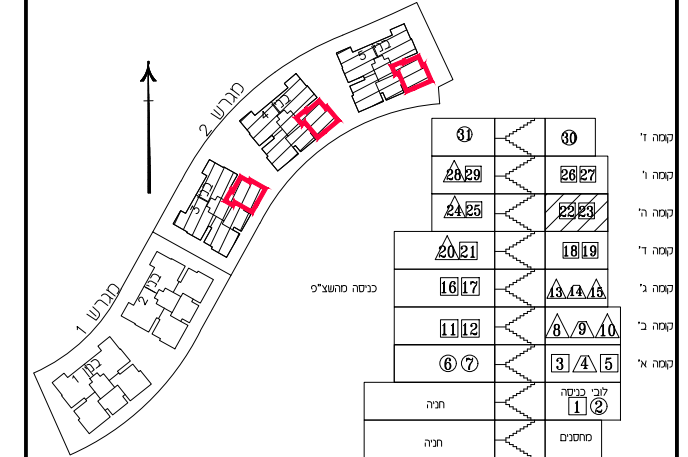 מגרש 2
בנין 5
בנין 4
בנין 3
בנין 2
מגרש 1
בנין 1
31 30 קומה ז'
28 29 26 27 קומה ו'
24 25 22 23 קומה ה'
20 21 18 19 קומה ד'
כניסה מהשצ"פ
16 17 13 14 15 קומה ג'
11 12 8 9 10 קומה ב'
6 7 3 4 5 קומה א'
חניה
לובי כניסה
1 2
חניה
מחסנים